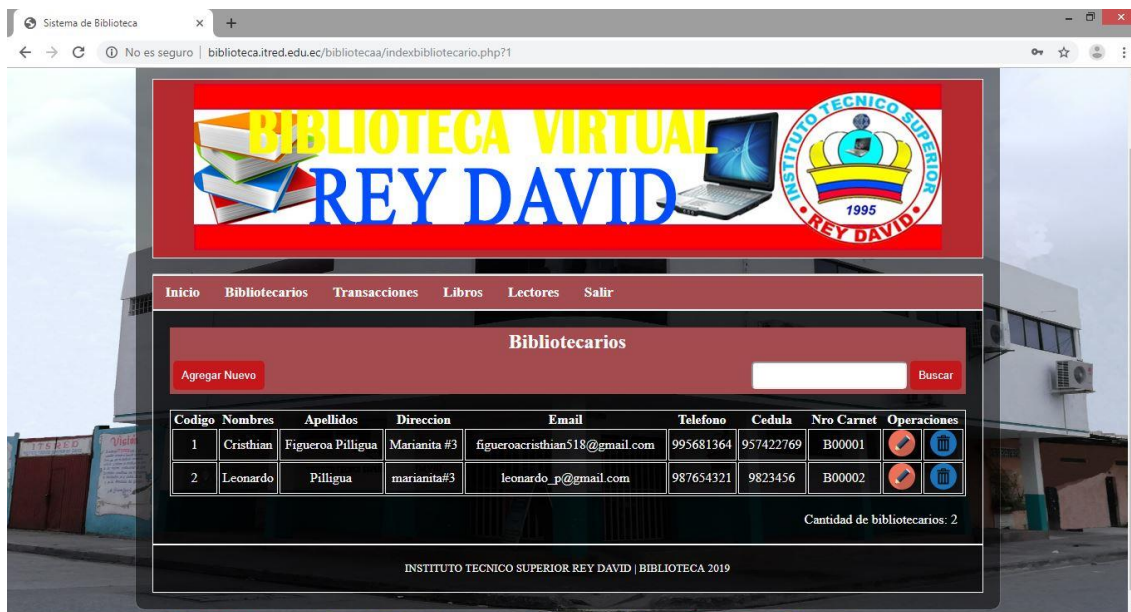 Sistema de Biblioteca
No es seguro | biblioteca.itred.edu.ec/bibliotecaa/indexbibliotecario.php?1
BIBLIOTECA VIRTUAL
REY DAVID
INSTITUTO TECNICO SUPERIOR
1995
• REY DAVID •
Inicio Bibliotecarios Transacciones Libros Lectores Salir
Bibliotecarios
Agregar Nuevo Buscar
Codigo Nombres Apellidos Direccion Email Telefono Cedula Nro Carnet Operaciones
1 Cristhian Figueroa Pilligua Marianita #3 figueroacristhian518@gmail.com 995681364 957422769 B00001
2 Leonardo Pilligua marianita#3 leonardo_p@gmail.com 987654321 9823456 B00002
Cantidad de bibliotecarios: 2
INSTITUTO TECNICO SUPERIOR REY DAVID | BIBLIOTECA 2019